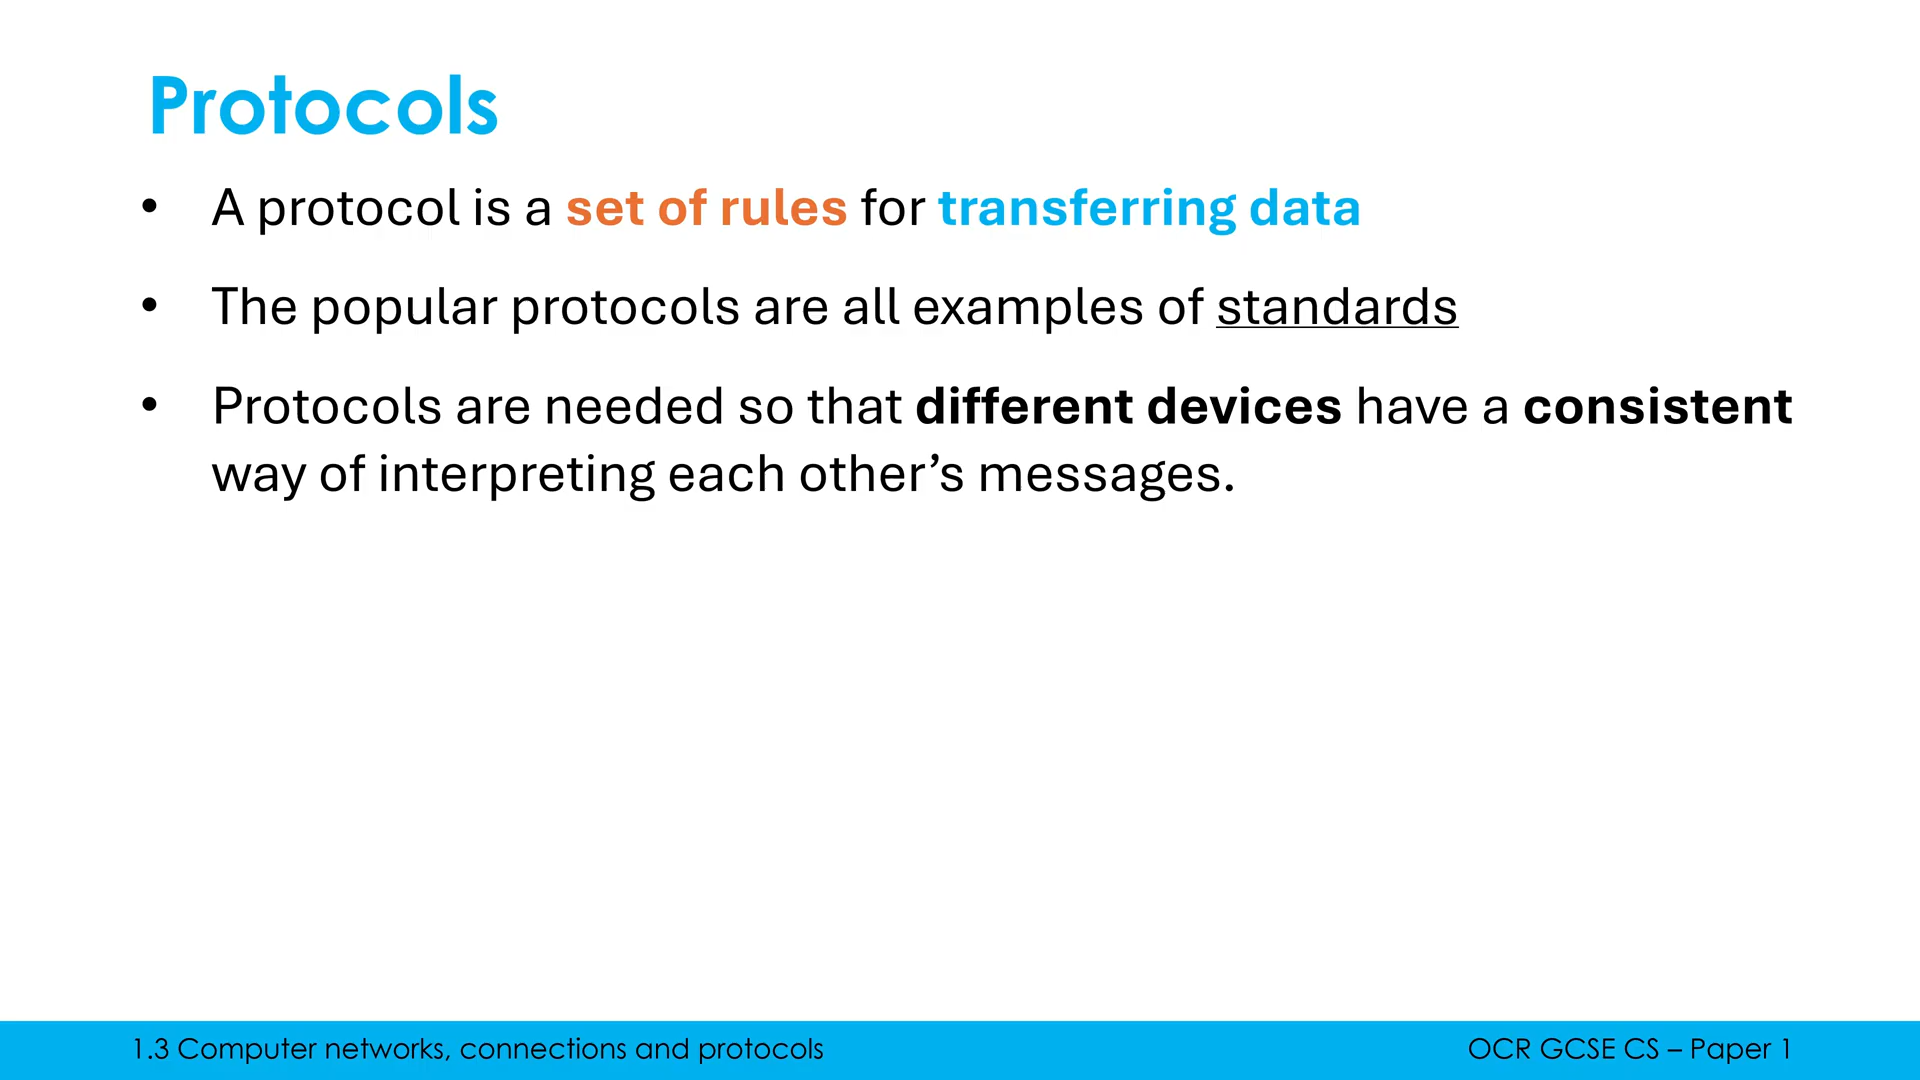 Protocols
• A protocol is a set of rules for transferring data
• The popular protocols are all examples of standards
• Protocols are needed so that different devices have a consistent
way of interpreting each other’s messages.
1.3 Computer networks, connections and protocols
OCR GCSE CS – Paper 1